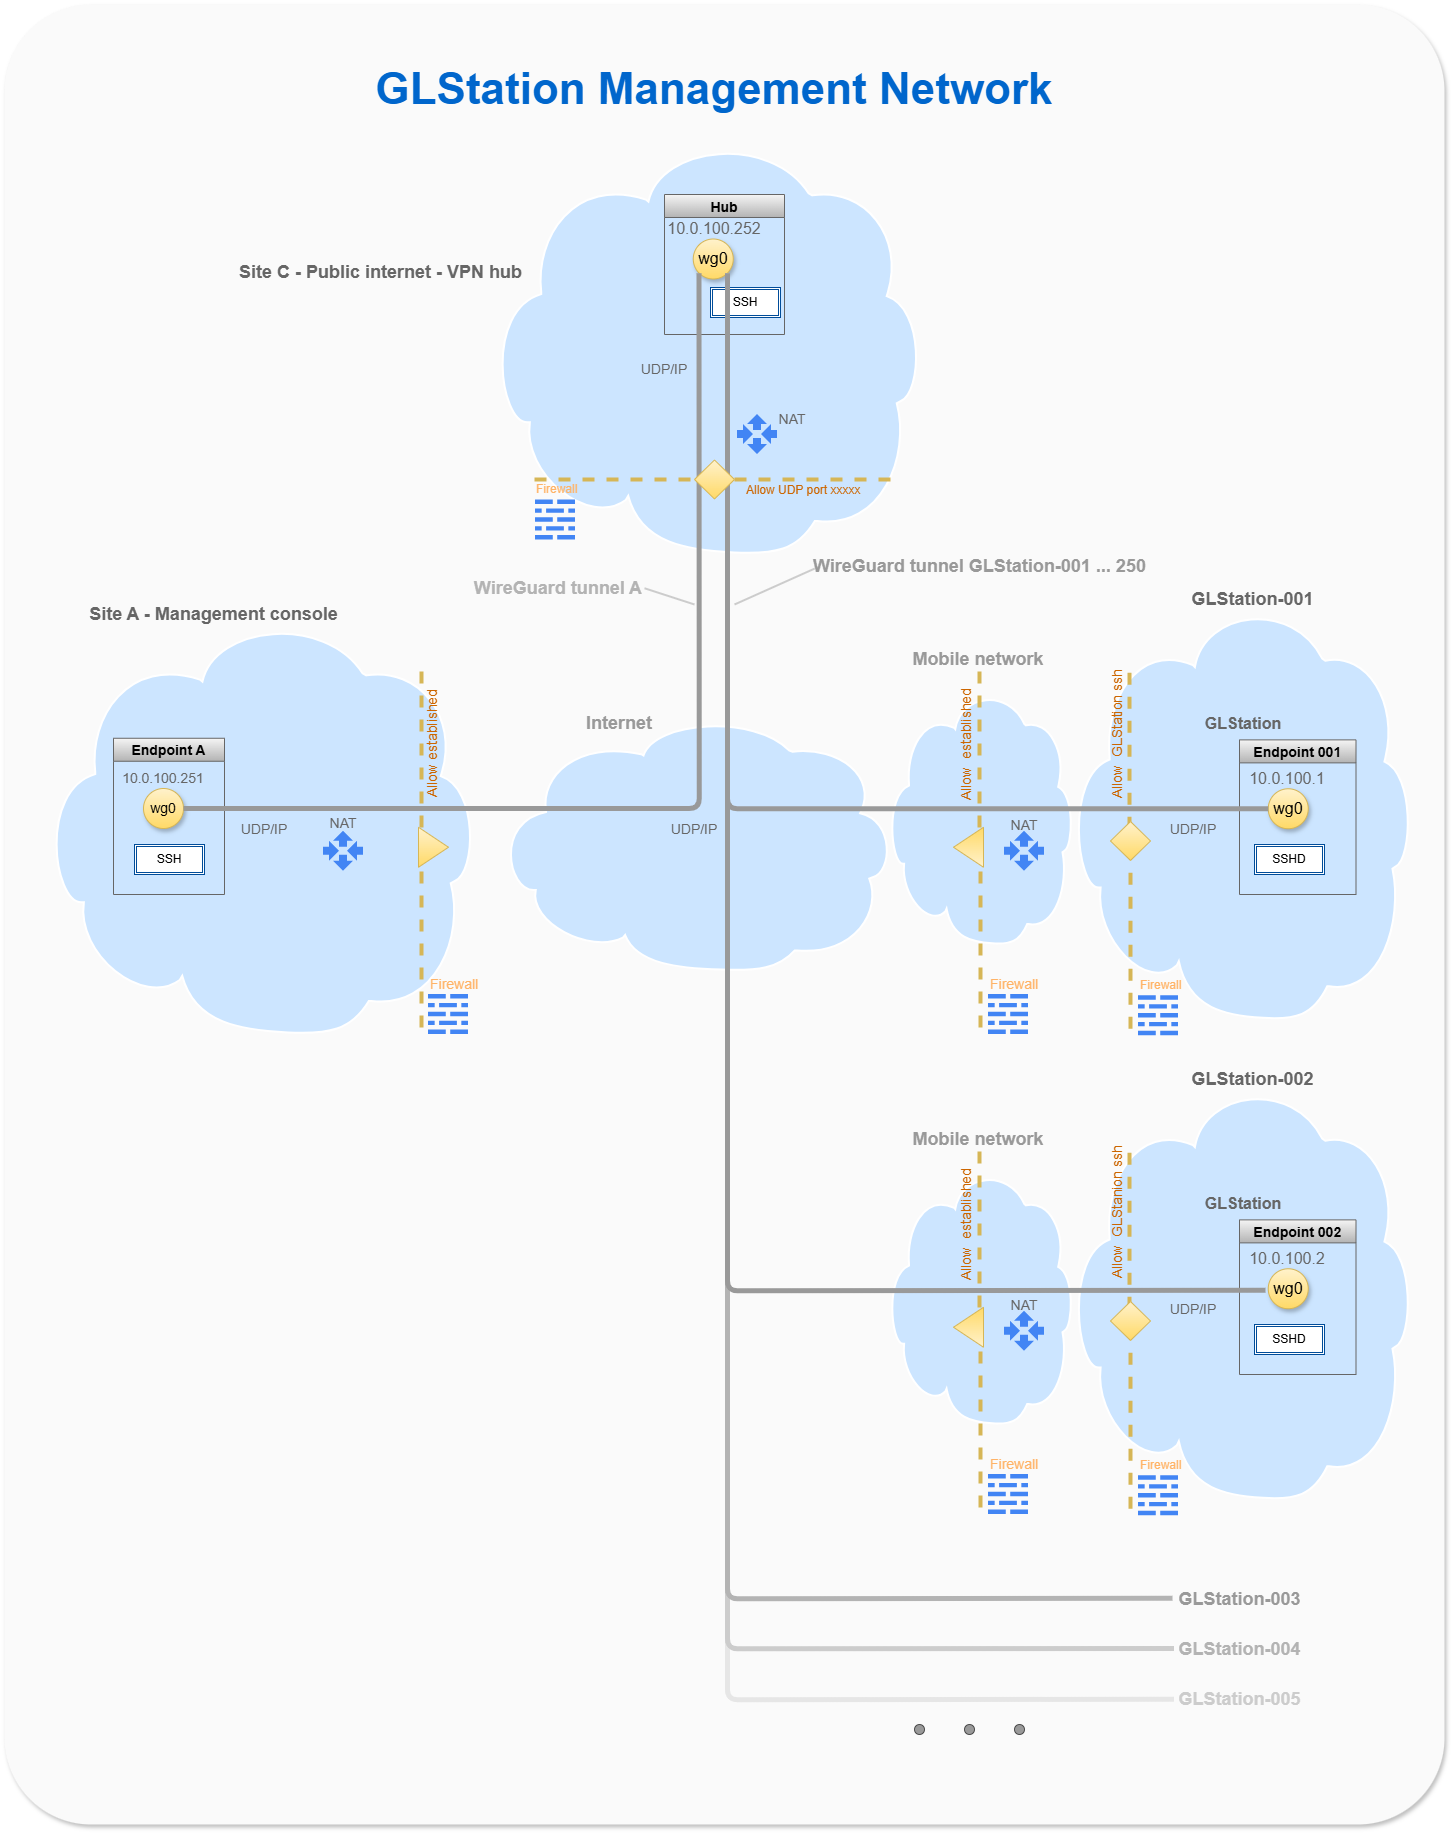 GLStation Management Network
Hub
10.0.100.252
wg0
SSH
Site C - Public internet - VPN hub
UDP/IP
NAT
Firewall
Allow UDP port xxxxx
WireGuard tunnel A
WireGuard tunnel GLStation-001 ... 250
Site A - Management console
Endpoint A
10.0.100.251
wg0
SSH
UDP/IP
NAT
Allow established
Firewall
Internet
UDP/IP
Mobile network
Allow established
NAT
Firewall
GLStation-001
Allow GLStation ssh
GLStation
Endpoint 001
10.0.100.1
wg0
UDP/IP
SSHD
Firewall
Mobile network
Allow established
NAT
Firewall
GLStation-002
Allow GLStanion ssh
GLStation
Endpoint 002
10.0.100.2
wg0
UDP/IP
SSHD
Firewall
GLStation-003
GLStation-004
GLStation-005